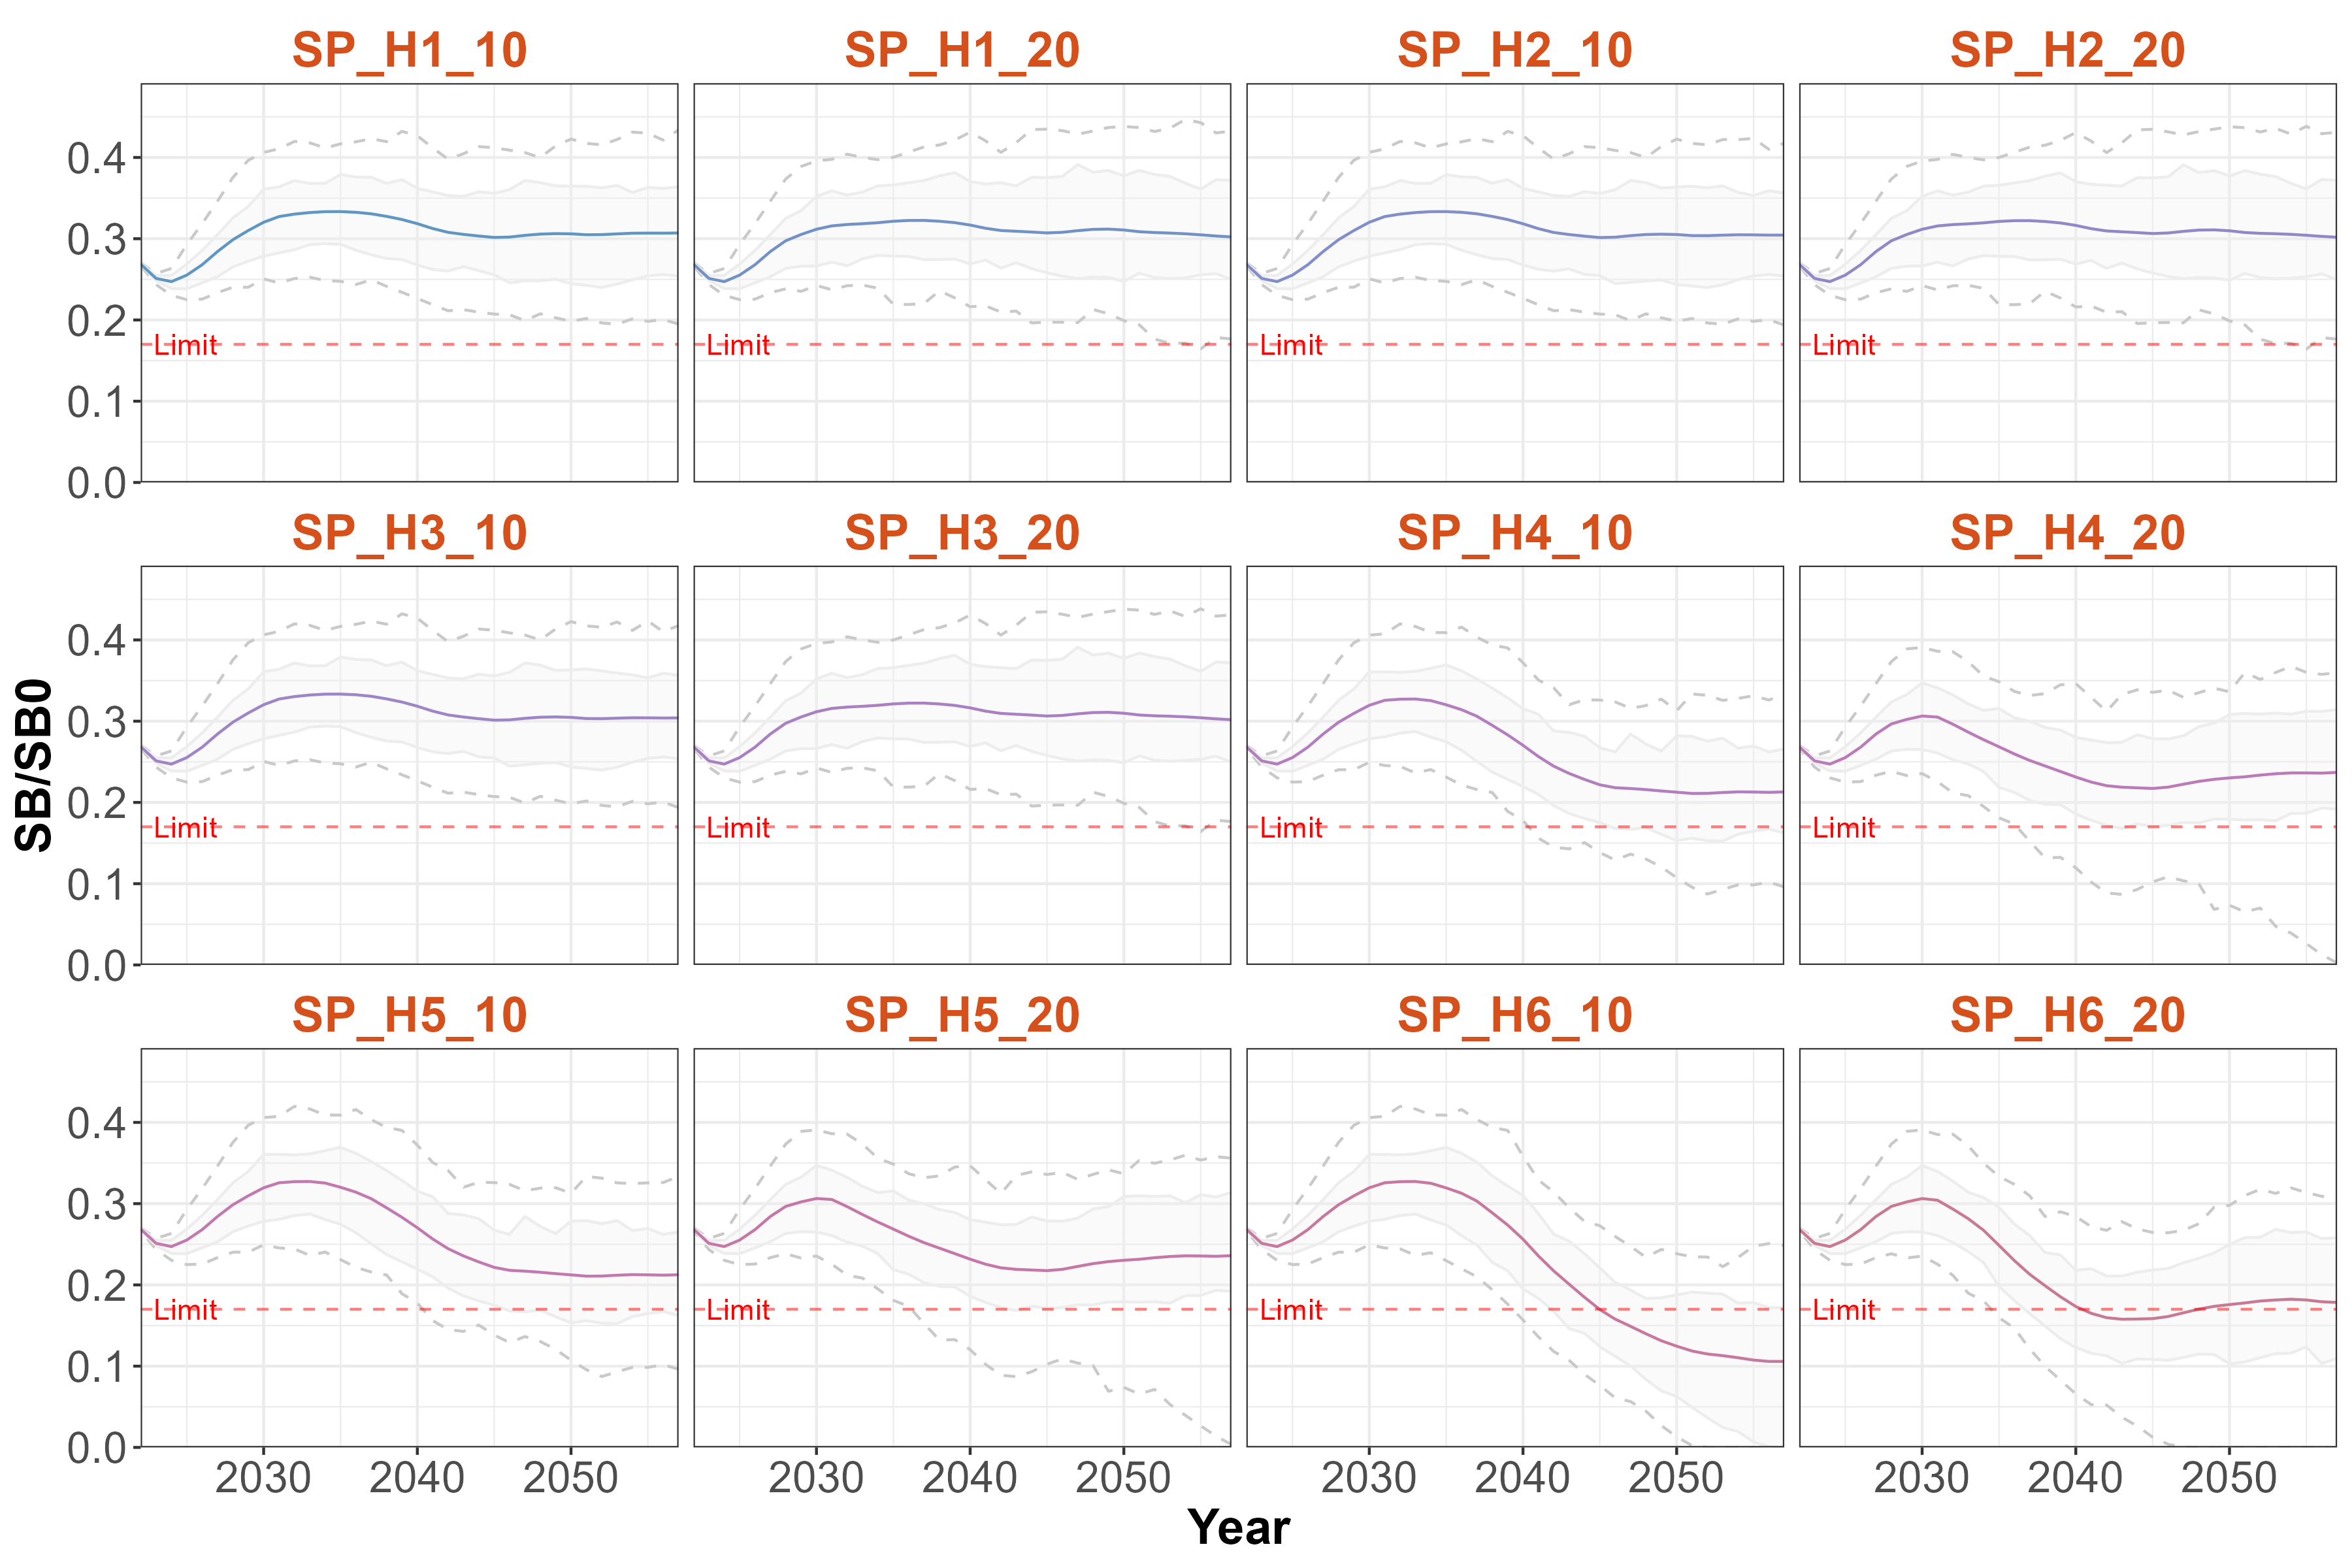 SP_H1_10
SP_H1_20
SP_H2_10
SP_H2_20
0.4
0.3
0.2
0.1
0.0
Limit
Limit
Limit
Limit
SP_H3_10
SP_H3_20
SP_H4_10
SP_H4_20
0.4
0.3
0.2
0.1
0.0
Limit
Limit
Limit
Limit
SB/SB0
SP_H5_10
SP_H5_20
SP_H6_10
SP_H6_20
0.4
0.3
0.2
0.1
0.0
Limit
Limit
Limit
Limit
2030 2040 2050
2030 2040 2050
2030 2040 2050
2030 2040 2050
Year